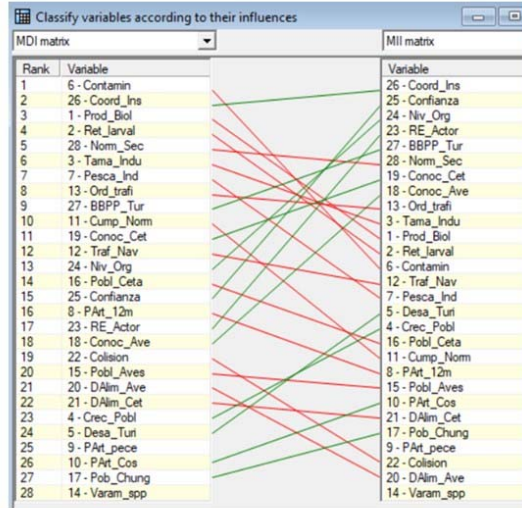 Classify variables according to their influences
MDI matrix
MII matrix
Rank Variable
1 6 - Contamin
2 26 - Coord_Ins
3 1 - Prod_Biol
4 2 - Ret_larval
5 28 - Norm_Sec
6 3 - Tama_Indu
7 7 - Pesca_Ind
8 13 - Ord_trafi
9 27 - BBPP_Tur
10 11 - Cump_Norm
11 19 - Conoc_Cet
12 12 - Traf_Nav
13 24 - Niv_Org
14 16 - Pobl_Ceta
15 25 - Confianza
16 8 - PArt_12m
17 23 - RE_Actor
18 18 - Conoc_Ave
19 22 - Colision
20 15 - Pobl_Aves
21 20 - DAlim_Ave
22 21 - DAlim_Cet
23 4 - Crec_Pobl
24 5 - Desa_Turi
25 9 - PArt_pece
26 10 - PArt_Cos
27 17 - Pob_Chung
28 14 - Varam_spp
Variable
26 - Coord_Ins
25 - Confianza
24 - Niv_Org
23 - RE_Actor
27 - BBPP_Tur
28 - Norm_Sec
19 - Conoc_Cet
18 - Conoc_Ave
13 - Ord_trafi
3 - Tama_Indu
1 - Prod_Biol
2 - Ret_larval
6 - Contamin
12 - Traf_Nav
7 - Pesca_Ind
5 - Desa_Turi
4 - Crec_Pobl
16 - Pobl_Ceta
11 - Cump_Norm
8 - PArt_12m
15 - Pobl_Aves
10 - PArt_Cos
21 - DAlim_Cet
17 - Pob_Chung
9 - PArt_pece
22 - Colision
20 - DAlim_Ave
14 - Varam_spp